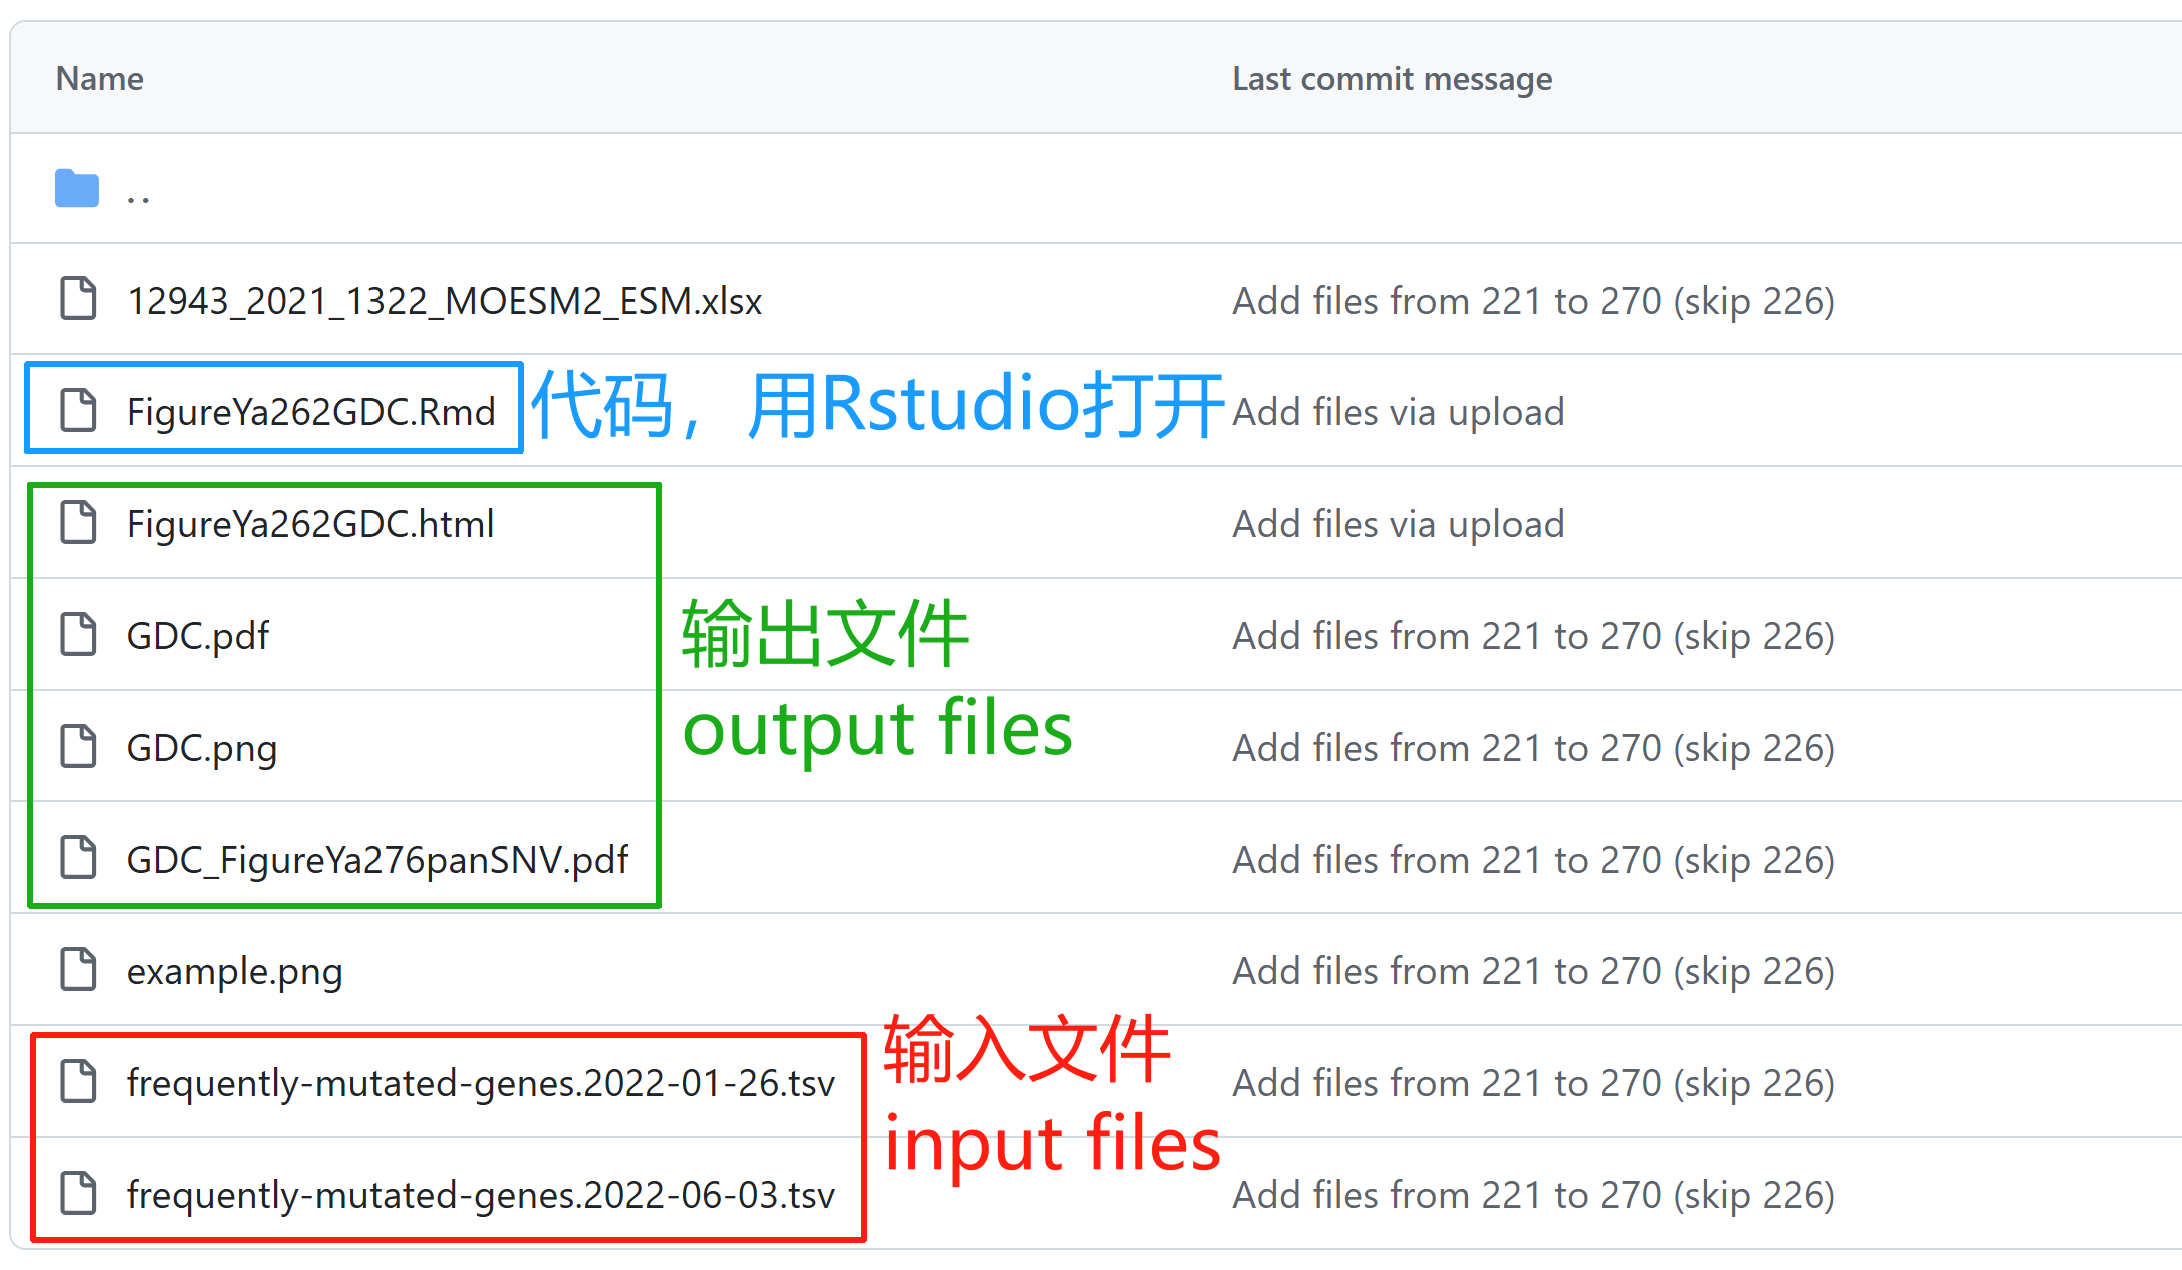 Name Last commit message
..
12943_2021_1322_MOESM2_ESM.xlsx Add files from 221 to 270 (skip 226)
FigureYa262GDC.Rmd 代码，用Rstudio打开 Add files via upload
FigureYa262GDC.html Add files via upload
GDC.pdf 输出文件 Add files from 221 to 270 (skip 226)
GDC.png output files Add files from 221 to 270 (skip 226)
GDC_FigureYa276panSNV.pdf Add files from 221 to 270 (skip 226)
example.png Add files from 221 to 270 (skip 226)
frequently-mutated-genes.2022-01-26.tsv 输入文件 Add files from 221 to 270 (skip 226)
input files
frequently-mutated-genes.2022-06-03.tsv Add files from 221 to 270 (skip 226)